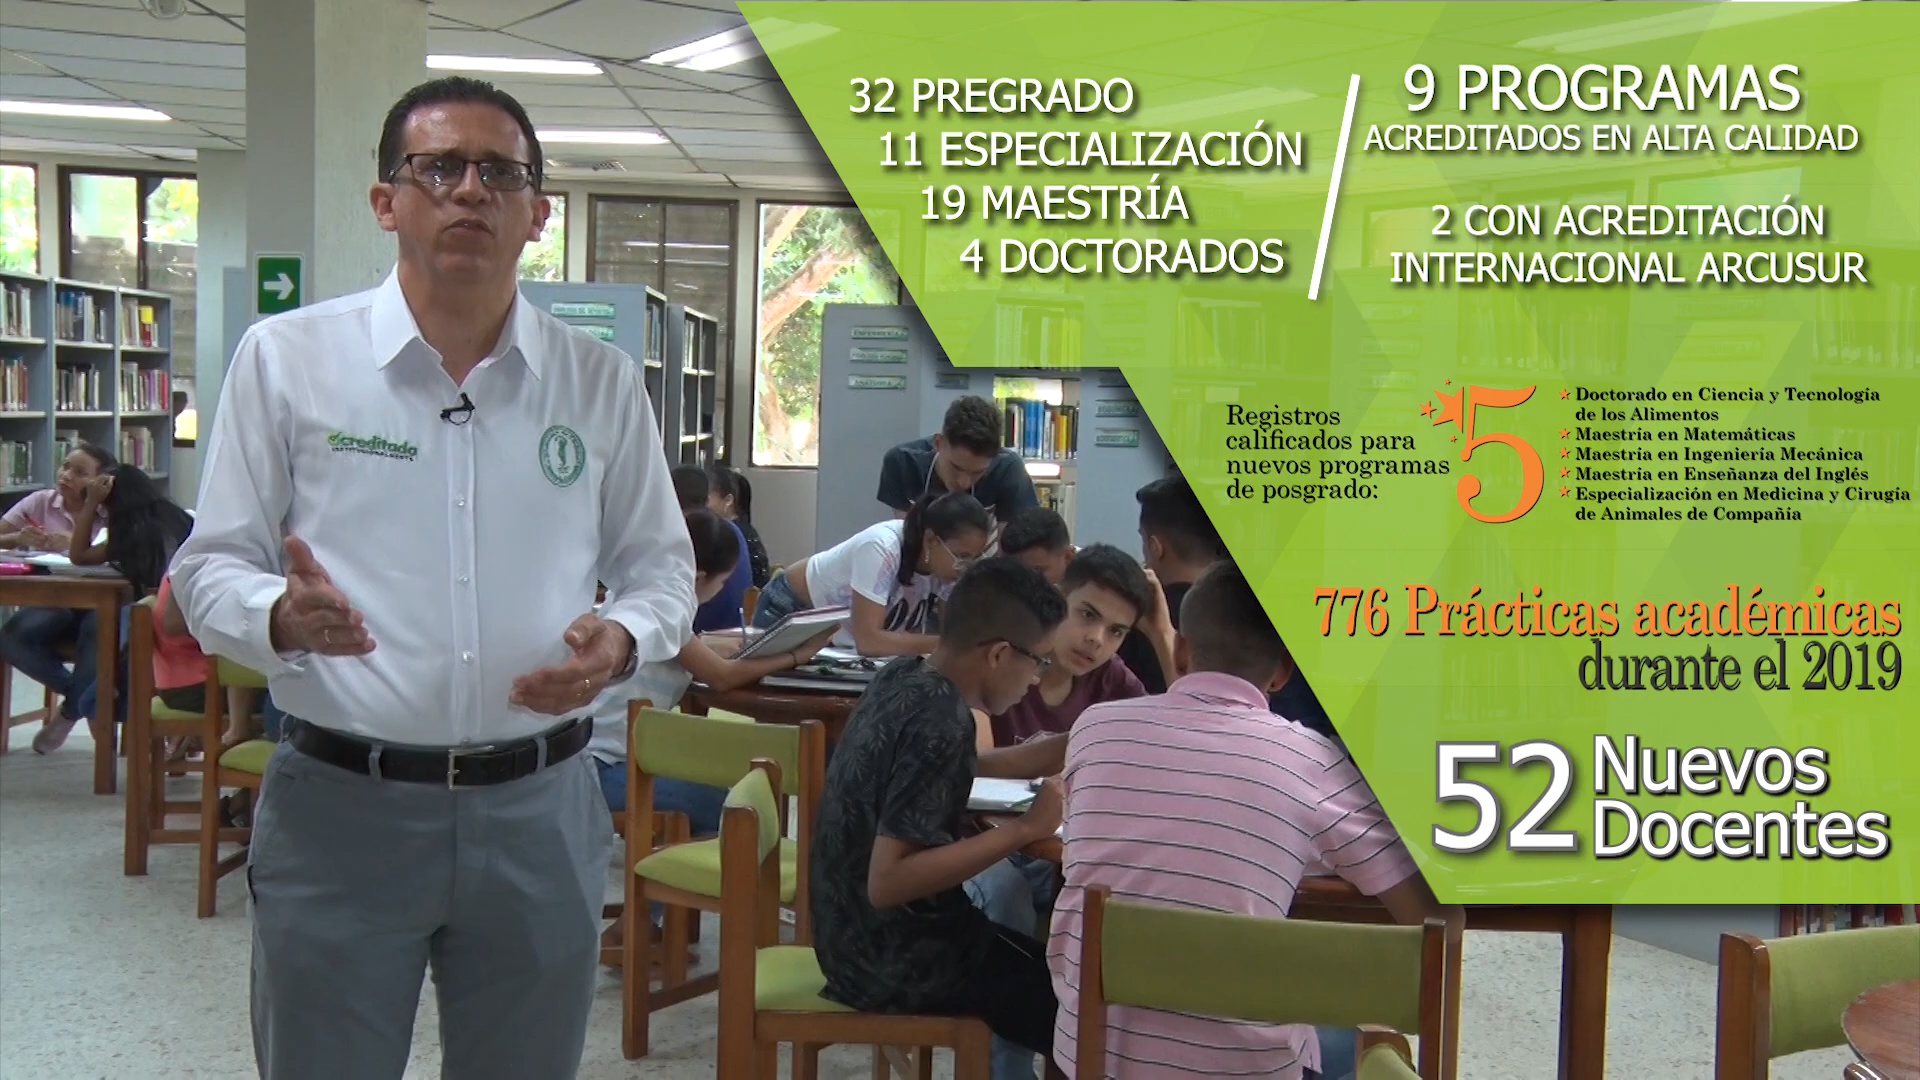 32 PREGRADO
11 ESPECIALIZACIÓN
19 MAESTRÍA
4 DOCTORADOS
9 PROGRAMAS
ACREDITADOS EN ALTA CALIDAD
2 CON ACREDITACIÓN
INTERNACIONAL ARCUSUR
Registros
calificados para
nuevos programas
de posgrado:
5
Doctorado en Ciencia y Tecnología
de los Alimentos
Maestría en Matemáticas
Maestría en Ingeniería Mecánica
Maestría en Enseñanza del Inglés
Especialización en Medicina y Cirugía
de Animales de Compañía
776 Prácticas académicas
durante el 2019
52 Nuevos
Docentes
creditada
INSTITUCIONALMENTE